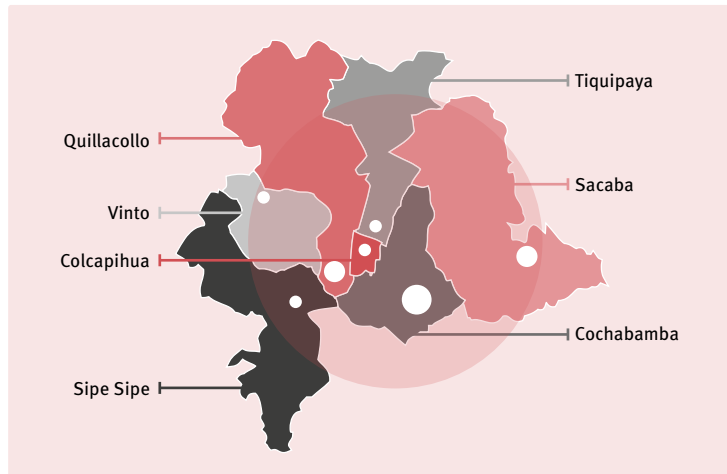 Tiquipaya
Quillacollo
Sacaba
Vinto
Colcapihua
Cochabamba
Sipe Sipe